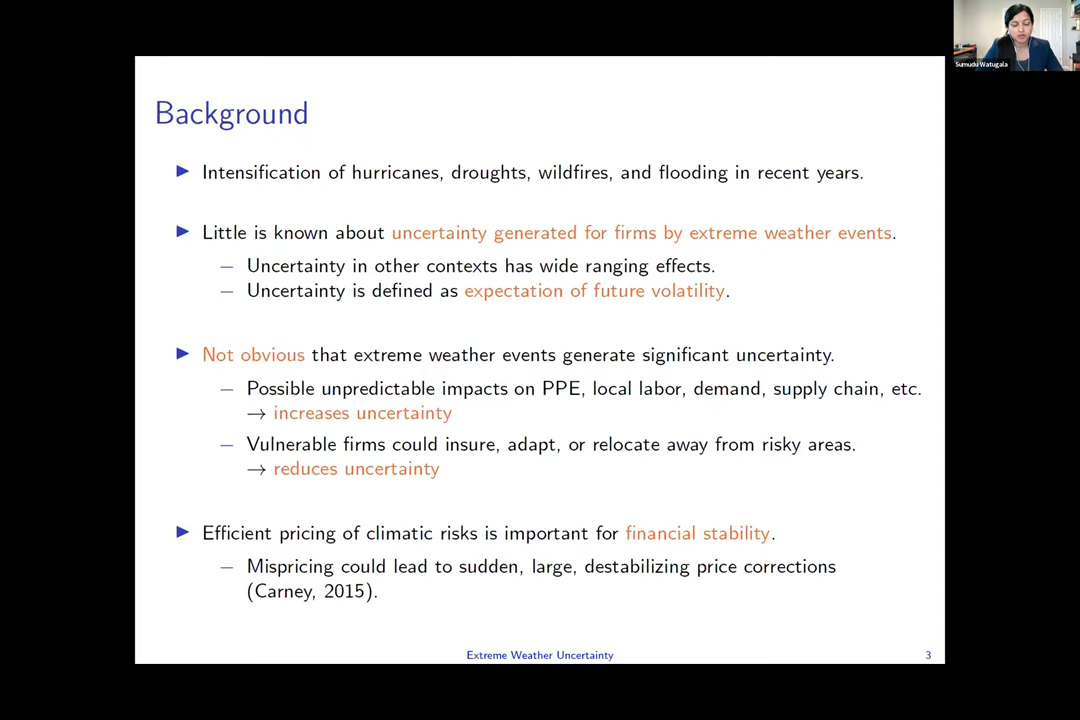 Sumudu Watugala
Background
▶ Intensification of hurricanes, droughts, wildfires, and flooding in recent years.
▶ Little is known about uncertainty generated for firms by extreme weather events.
– Uncertainty in other contexts has wide ranging effects.
– Uncertainty is defined as expectation of future volatility.
▶ Not obvious that extreme weather events generate significant uncertainty.
– Possible unpredictable impacts on PPE, local labor, demand, supply chain, etc.
→ increases uncertainty
– Vulnerable firms could insure, adapt, or relocate away from risky areas.
→ reduces uncertainty
▶ Efficient pricing of climatic risks is important for financial stability.
– Mispricing could lead to sudden, large, destabilizing price corrections
(Carney, 2015).
Extreme Weather Uncertainty
3